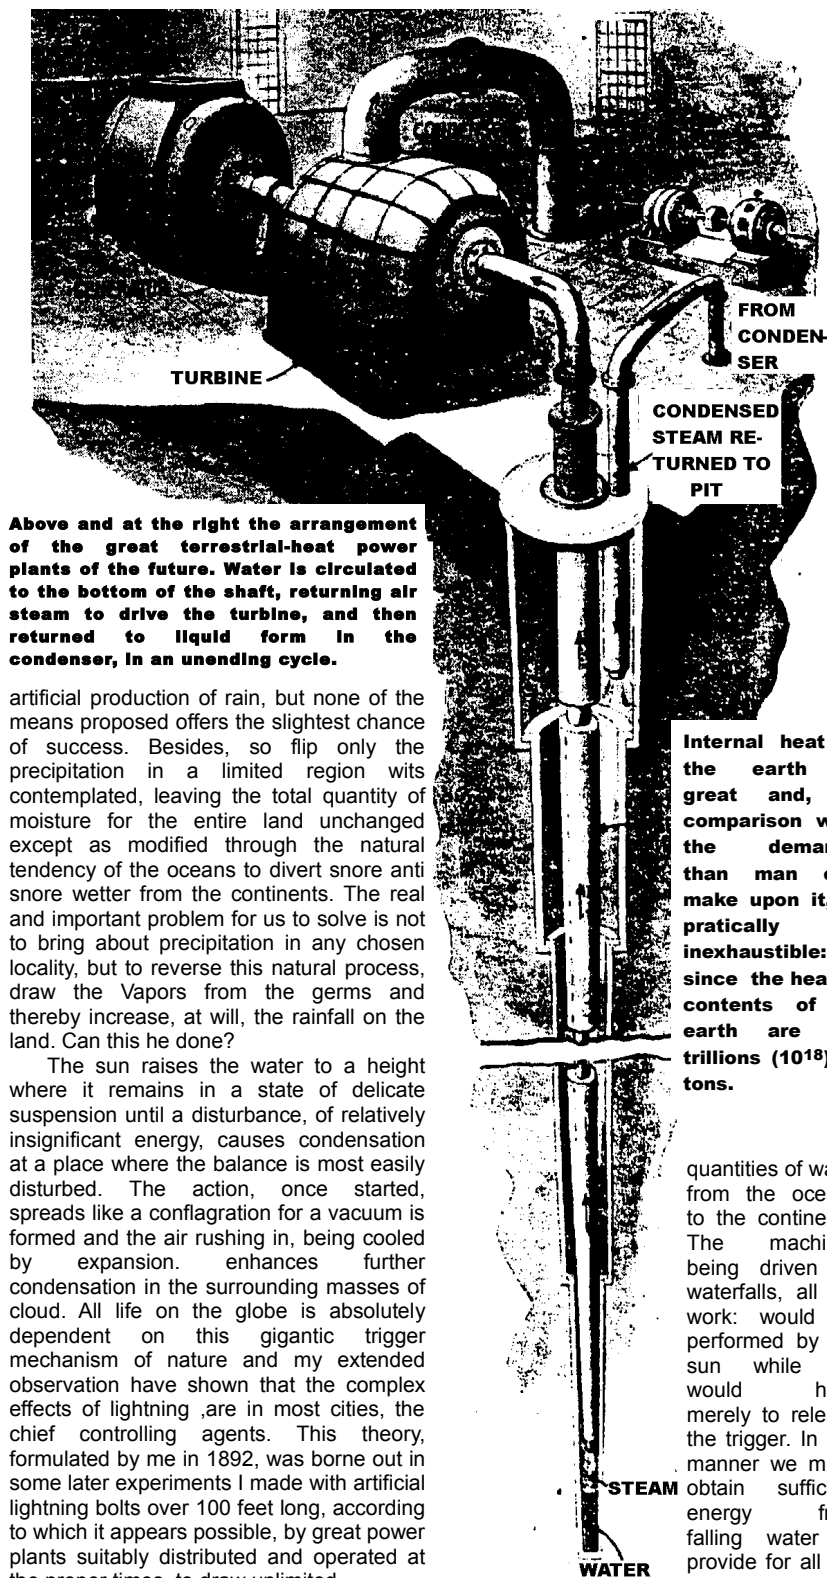 FROM
CONDEN-
SER
TURBINE
CONDENSED
STEAM RE-
TURNED TO
PIT
Above and at the right the arrangement
of the great terrestrial-heat power
plants of the future. Water is circulated
to the bottom of the shaft, returning air
steam to drive the turbine, and then
returned to liquid form in the
condenser, in an unending cycle.
artificial production of rain, but none of the
means proposed offers the slightest chance
of success. Besides, so flip only the
precipitation in a limited region wits
contemplated, leaving the total quantity of
moisture for the entire land unchanged
except as modified through the natural
tendency of the oceans to divert snore anti
snore wetter from the continents. The real
and important problem for us to solve is not
to bring about precipitation in any chosen
locality, but to reverse this natural process,
draw the Vapors from the germs and
thereby increase, at will, the rainfall on the
land. Can this he done?
The sun raises the water to a height
where it remains in a state of delicate
suspension until a disturbance, of relatively
insignificant energy, causes condensation
at a place where the balance is most easily
disturbed. The action, once started,
spreads like a conflagration for a vacuum is
formed and the air rushing in, being cooled
by expansion. enhances further
condensation in the surrounding masses of
cloud. All life on the globe is absolutely
dependent on this gigantic trigger
mechanism of nature and my extended
observation have shown that the complex
effects of lightning ,are in most cities, the
chief controlling agents. This theory,
formulated by me in 1892, was borne out in
some later experiments I made with artificial
lightning bolts over 100 feet long, according
to which it appears possible, by great power
plants suitably distributed and operated at
the proper times, to draw unlimited
Internal heat
the earth
great and,
comparison w
the deman
than man c
make upon it,
pratically
inexhaustible:
since the hea
contents of
earth are
trillions (10¹⁸)
tons.
quantities of wa
from the oce
to the contine
The machi
being driven
waterfalls, all
work: would
performed by
sun while
would h
merely to rele
the trigger. In
manner we m
obtain suffic
energy fr
falling water
provide for all
STEAM
WATER